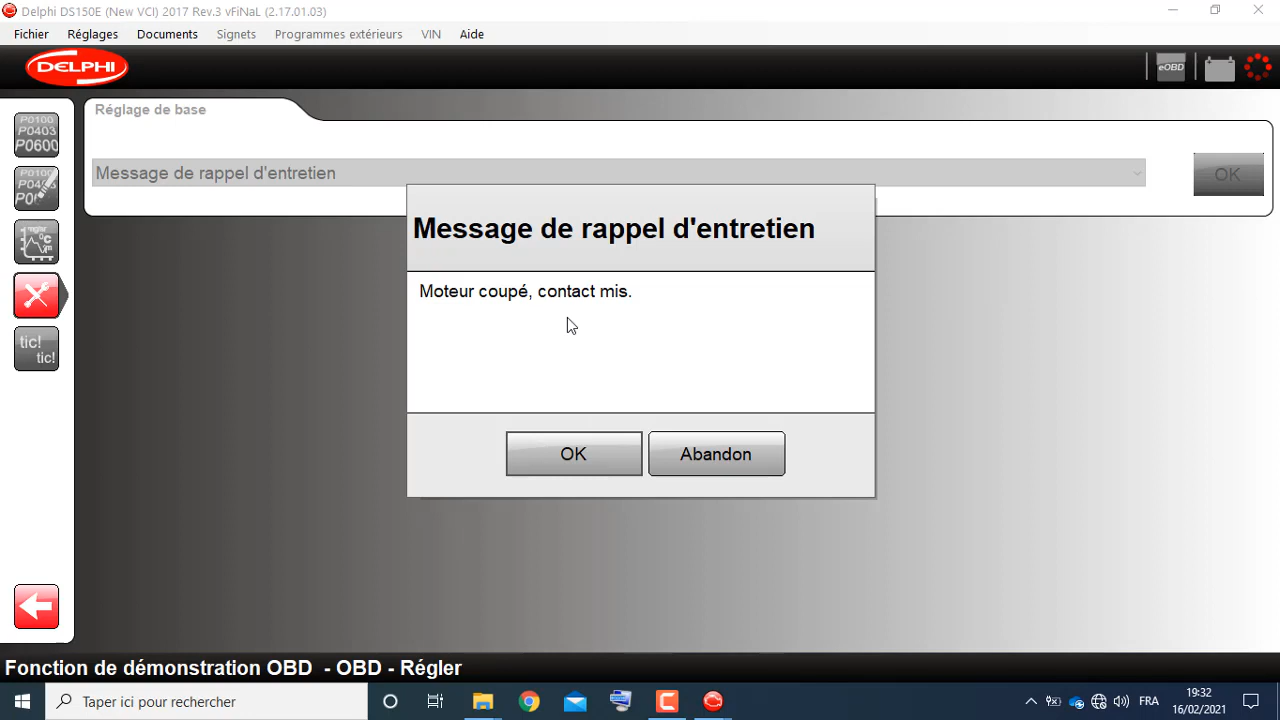 Delphi DS150E (New VCI) 2017 Rev.3 vFiNaL (2.17.01.03)
Fichier Réglages Documents Signets Programmes extérieurs VIN Aide
DELPHI
eOBD
P0100
P0403
P0600
Réglage de base
Message de rappel d'entretien
OK
P0100
Message de rappel d'entretien
Moteur coupé, contact mis.
tic!
tic!
OK Abandon
Fonction de démonstration OBD - OBD - Régler
Taper ici pour rechercher
FRA
19:32
16/02/2021